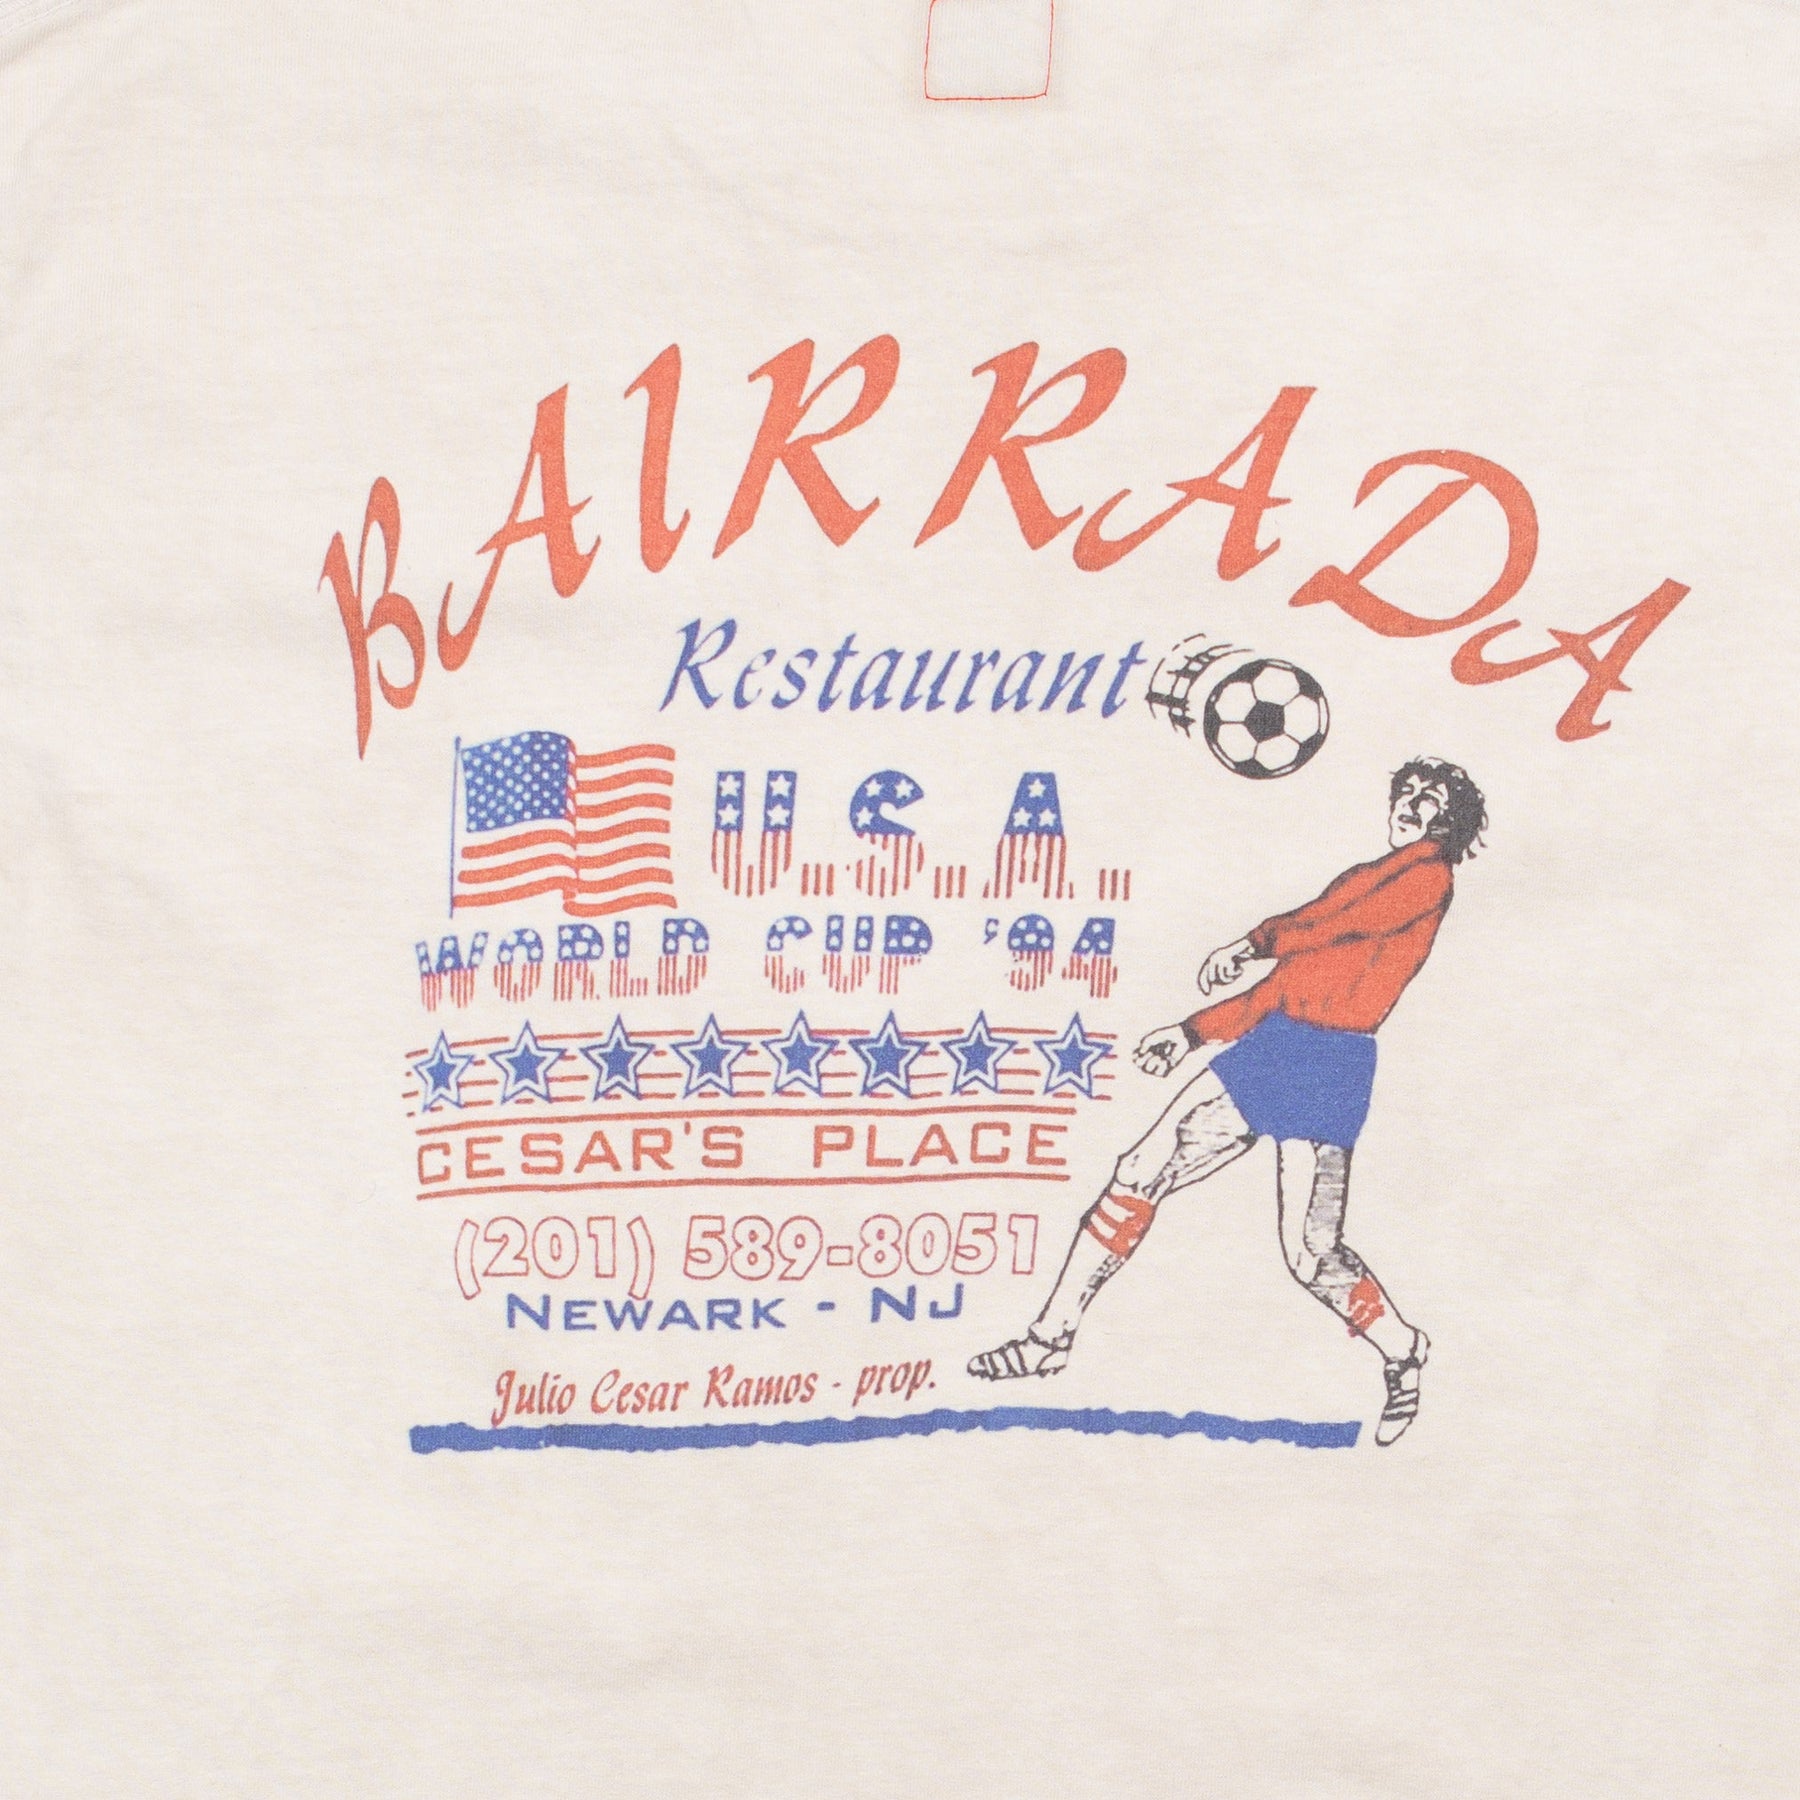 BAIRRADA
Restaurant
U.S.A.
WORLD CUP '94
CESAR'S PLACE
(201) 589-8051
NEWARK - NJ
Julio Cesar Ramos - prop.